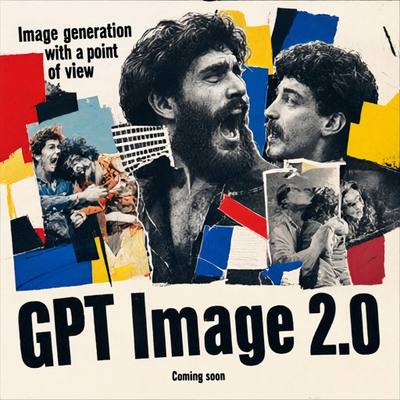 Image generation
with a point
of view
GPT Image 2.0
Coming soon